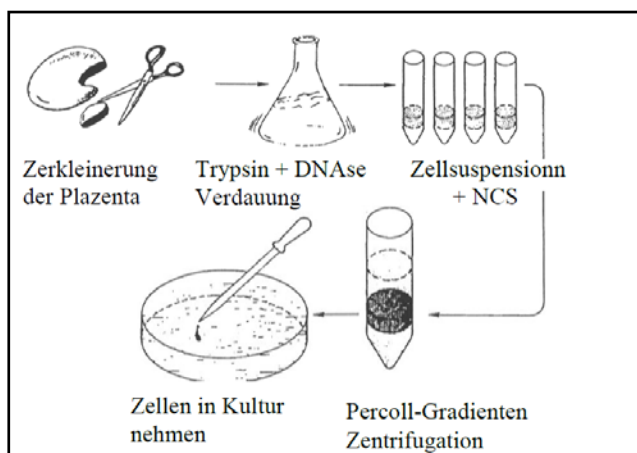 Zerkleinerung
der Plazenta
Trypsin + DNAse
Verdauung
Zellsuspensionn
+ NCS
Zellen in Kultur
nehmen
Percoll-Gradienten
Zentrifugation